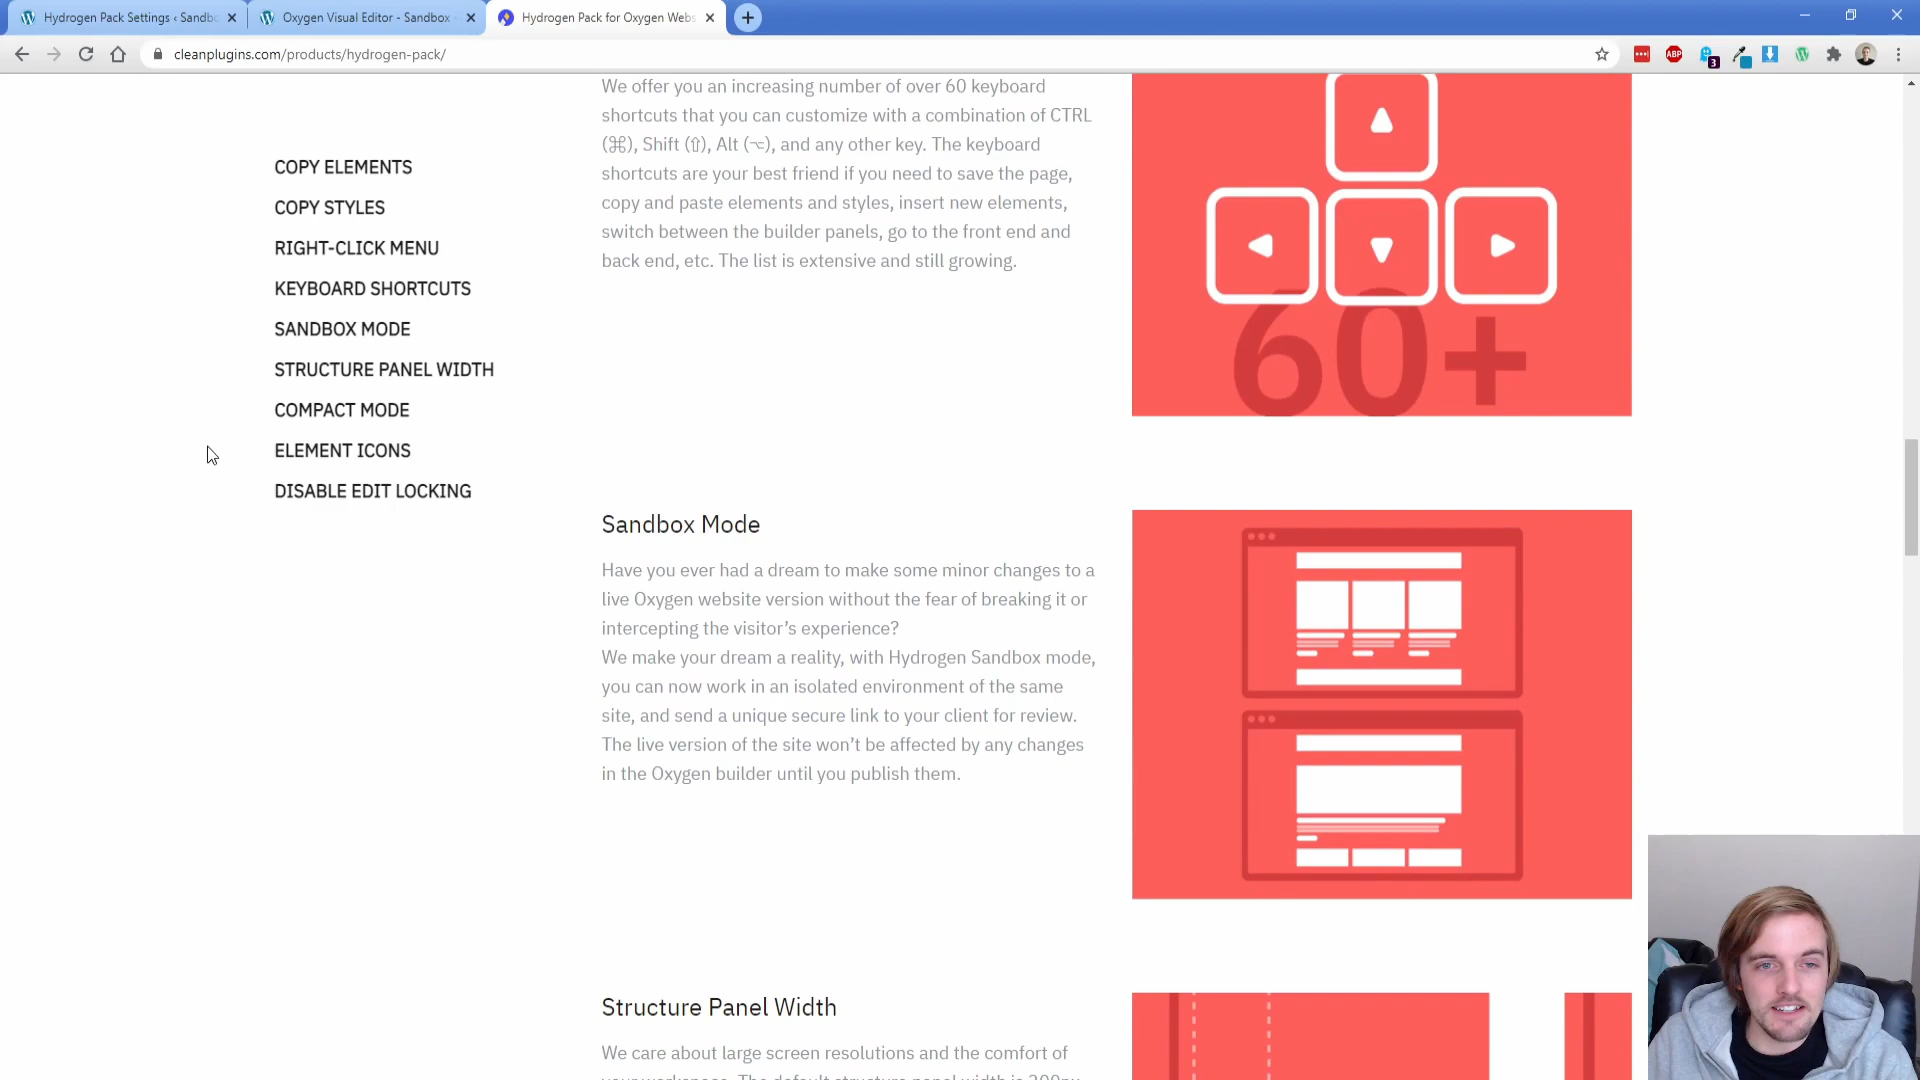 Hydrogen Pack Settings ‹ Sandb
Oxygen Visual Editor - Sandbox
Hydrogen Pack for Oxygen Webs
cleanplugins.com/products/hydrogen-pack/
ABP
3
COPY ELEMENTS
COPY STYLES
RIGHT-CLICK MENU
KEYBOARD SHORTCUTS
SANDBOX MODE
STRUCTURE PANEL WIDTH
COMPACT MODE
ELEMENT ICONS
DISABLE EDIT LOCKING
We offer you an increasing number of over 60 keyboard
shortcuts that you can customize with a combination of CTRL
(⌘), Shift (⇧), Alt (⌥), and any other key. The keyboard
shortcuts are your best friend if you need to save the page,
copy and paste elements and styles, insert new elements,
switch between the builder panels, go to the front end and
back end, etc. The list is extensive and still growing.
60+
Sandbox Mode
Have you ever had a dream to make some minor changes to a
live Oxygen website version without the fear of breaking it or
intercepting the visitor’s experience?
We make your dream a reality, with Hydrogen Sandbox mode,
you can now work in an isolated environment of the same
site, and send a unique secure link to your client for review.
The live version of the site won’t be affected by any changes
in the Oxygen builder until you publish them.
Structure Panel Width
We care about large screen resolutions and the comfort of